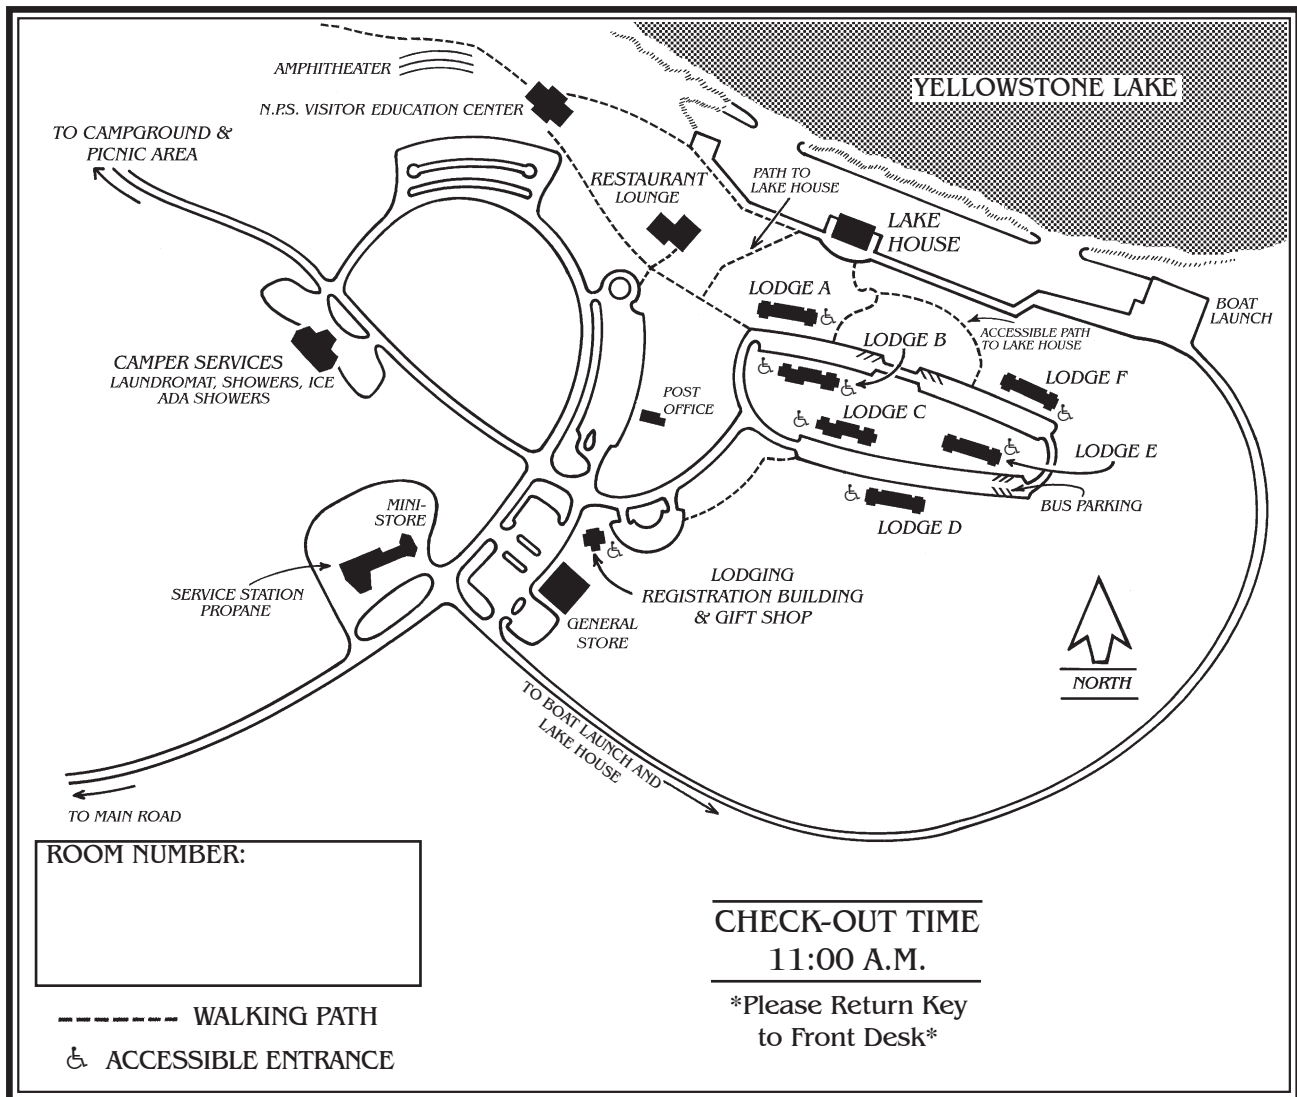 YELLOWSTONE LAKE
AMPHITHEATER
N.P.S. VISITOR EDUCATION CENTER
TO CAMPGROUND &
PICNIC AREA
RESTAURANT
LOUNGE
PATH TO
LAKE HOUSE
LAKE
HOUSE
LODGE A
BOAT
LAUNCH
ACCESSIBLE PATH
TO LAKE HOUSE
LODGE B
CAMPER SERVICES
LAUNDROMAT, SHOWERS, ICE
ADA SHOWERS
LODGE F
POST
OFFICE
LODGE C
LODGE E
MINI-
STORE
BUS PARKING
LODGE D
SERVICE STATION
PROPANE
LODGING
REGISTRATION BUILDING
& GIFT SHOP
GENERAL
STORE
NORTH
TO BOAT LAUNCH AND
LAKE HOUSE
TO MAIN ROAD
ROOM NUMBER:
CHECK-OUT TIME
11:00 A.M.
*Please Return Key
to Front Desk*
WALKING PATH
ACCESSIBLE ENTRANCE